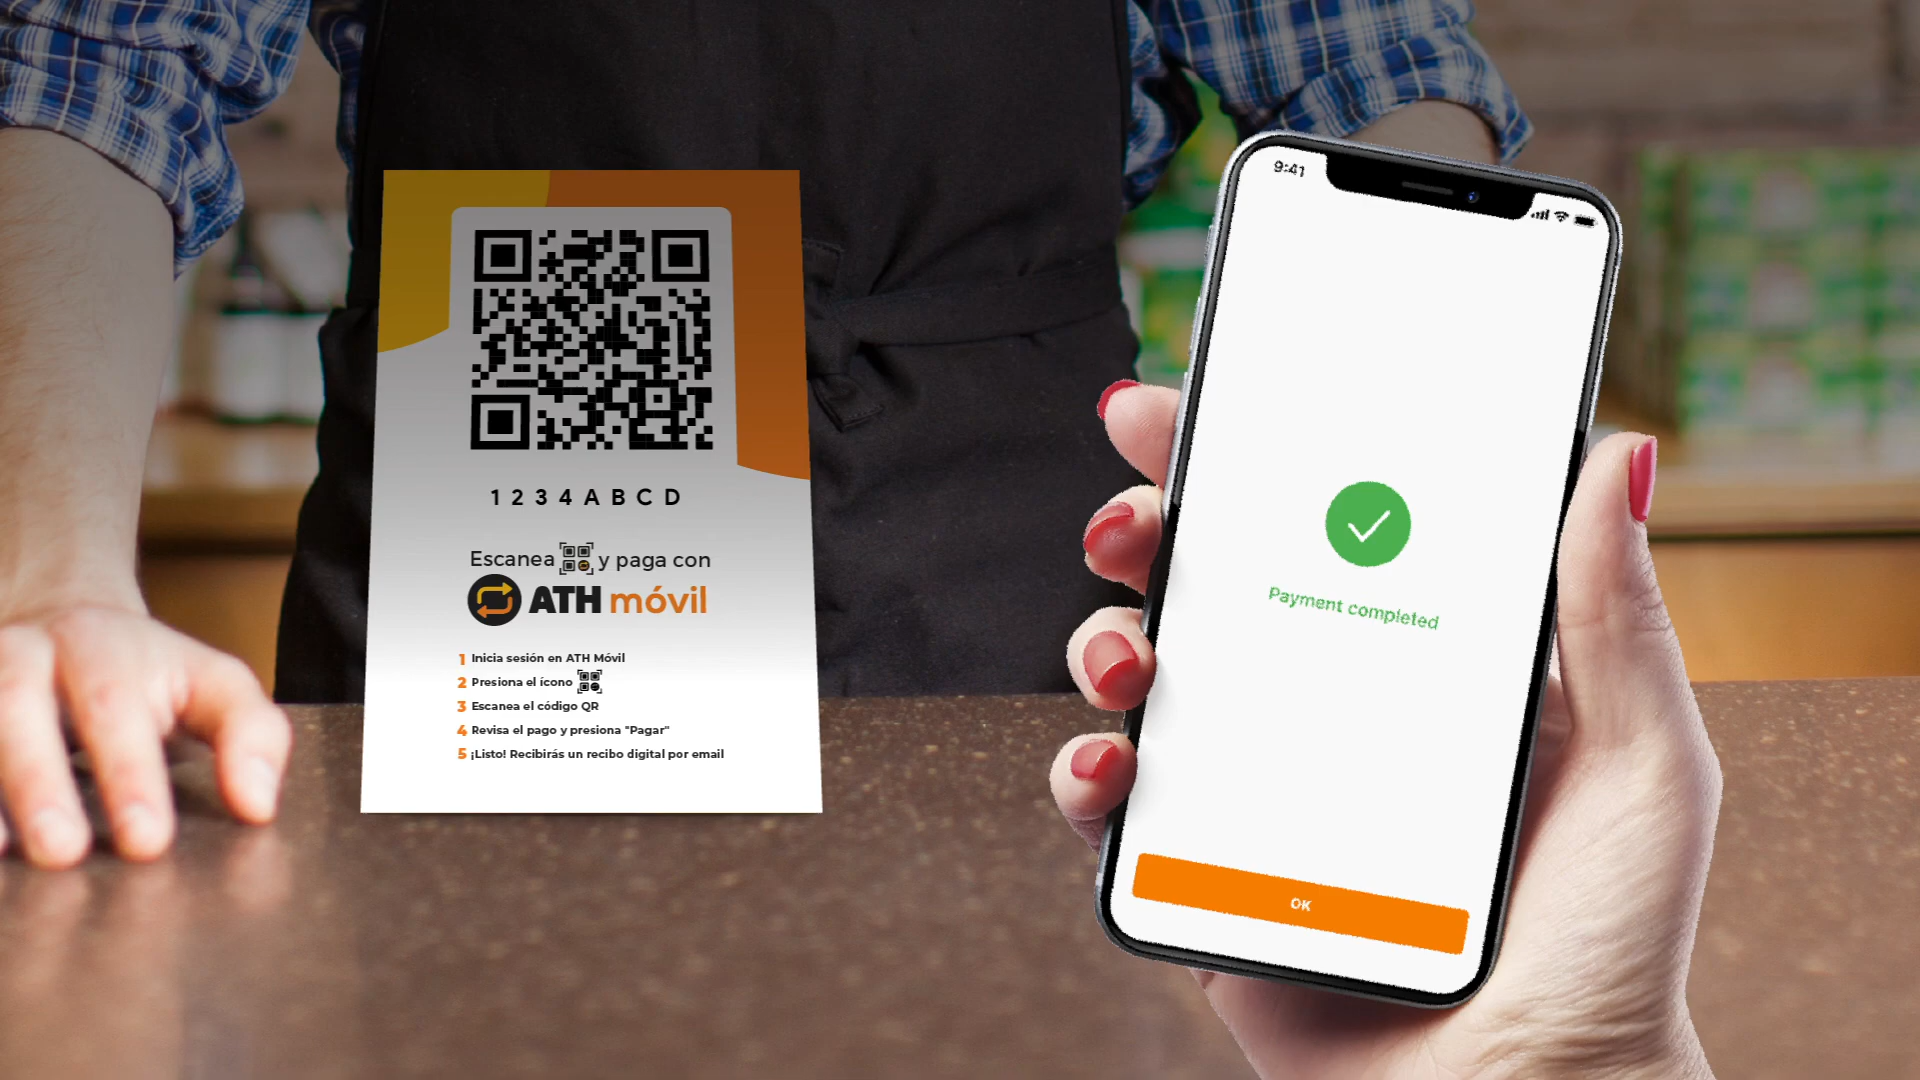 1 2 3 4 A B C D
Escanea y paga con
ATH móvil
1 Inicia sesión en ATH Móvil
2 Presiona el ícono
3 Escanea el código QR
4 Revisa el pago y presiona "Pagar"
5 ¡Listo! Recibirás un recibo digital por email
9:41
Payment completed
OK